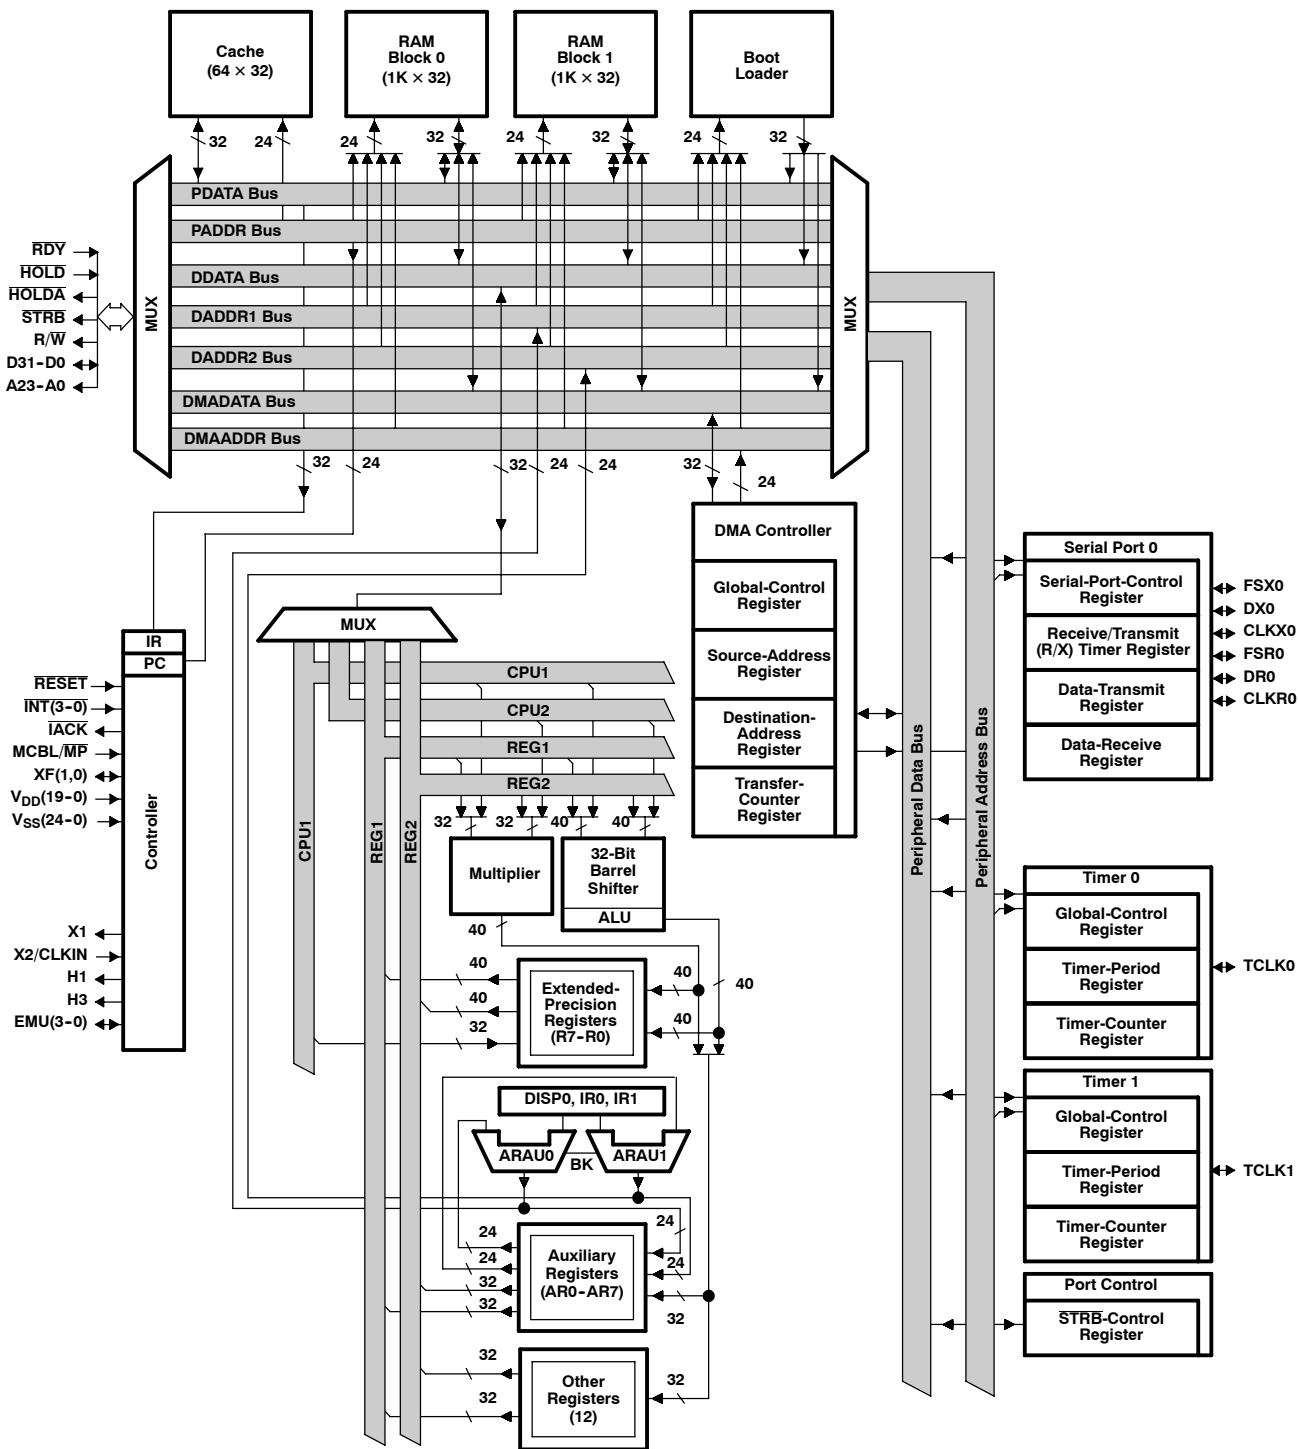 Cache
(64 × 32)
RAM
Block 0
(1K × 32)
RAM
Block 1
(1K × 32)
Boot
Loader
32
24
24
32
24
32
24
32
PDATA Bus
PADDR Bus
DDATA Bus
DADDR1 Bus
DADDR2 Bus
DMADATA Bus
DMAADDR Bus
MUX
MUX
RDY
HOLD
HOLDA
STRB
R/W
D31-D0
A23-A0
32
24
32
24
24
32
24
IR
PC
Controller
RESET
INT(3-0)
IACK
MCBL/MP
XF(1,0)
VDD(19-0)
VSS(24-0)
X1
X2/CLKIN
H1
H3
EMU(3-0)
MUX
CPU1
CPU2
REG1
REG2
CPU1
REG1
REG2
32
32
40
40
Multiplier
32-Bit
Barrel
Shifter
ALU
40
40
40
32
Extended-
Precision
Registers
(R7-R0)
40
40
40
DISP0, IR0, IR1
ARAU0
BK
ARAU1
24
24
32
32
Auxiliary
Registers
(AR0-AR7)
24
24
32
32
32
Other
Registers
(12)
32
DMA Controller
Global-Control
Register
Source-Address
Register
Destination-
Address
Register
Transfer-
Counter
Register
Peripheral Data Bus
Peripheral Address Bus
Serial Port 0
Serial-Port-Control
Register
Receive/Transmit
(R/X) Timer Register
Data-Transmit
Register
Data-Receive
Register
FSX0
DX0
CLKX0
FSR0
DR0
CLKR0
Timer 0
Global-Control
Register
Timer-Period
Register
Timer-Counter
Register
TCLK0
Timer 1
Global-Control
Register
Timer-Period
Register
Timer-Counter
Register
TCLK1
Port Control
STRB-Control
Register